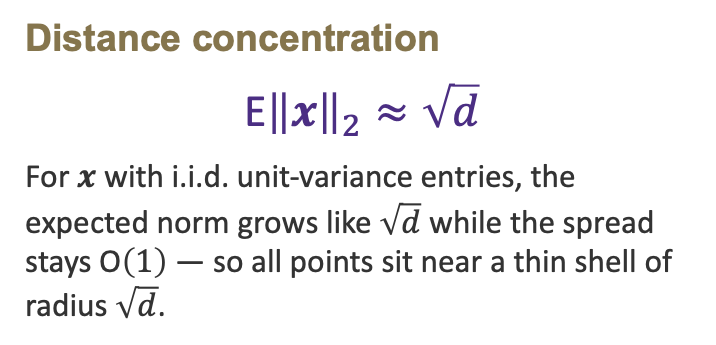 Distance concentration
E‖x‖₂ ≈ √d
For x with i.i.d. unit-variance entries, the
expected norm grows like √d while the spread
stays O(1) — so all points sit near a thin shell of
radius √d.